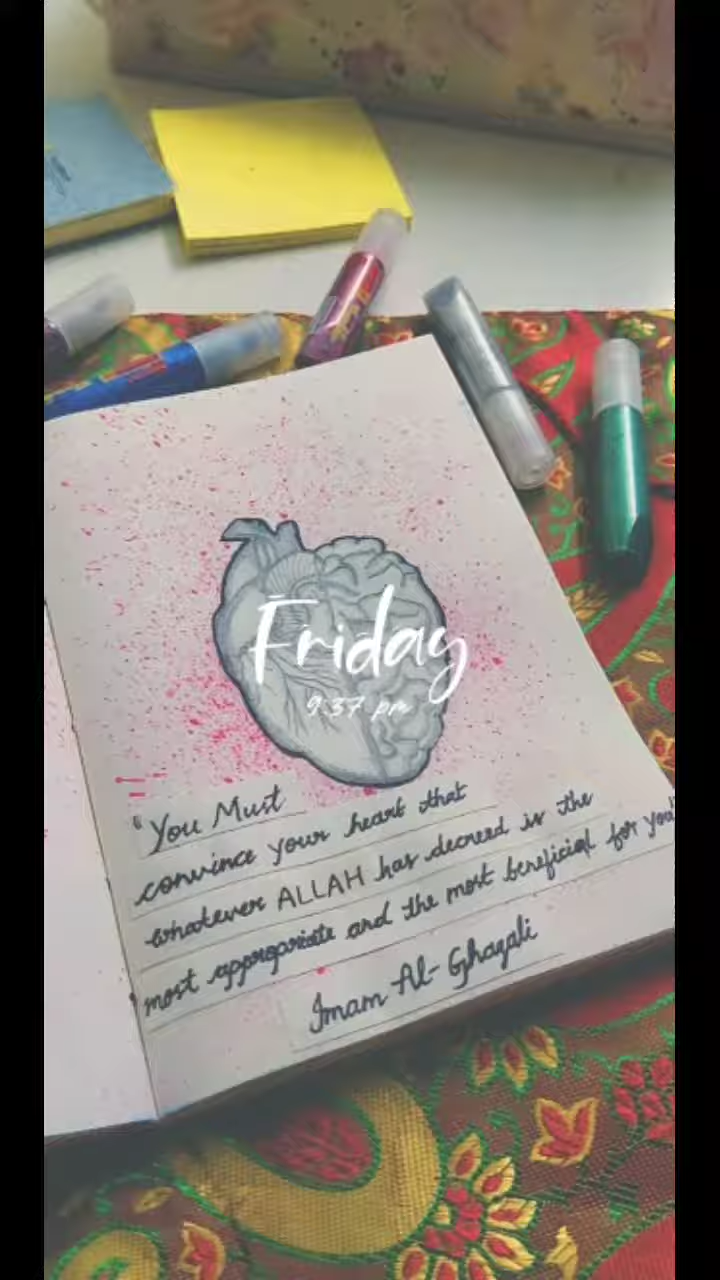 Friday
9:37 pm
"You Must
convince your heart that
whatever ALLAH has decreed is the
most appropriate and the most beneficial for you"
Imam Al-Ghazali